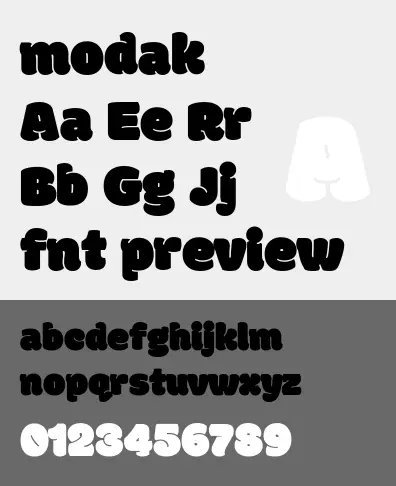 modak
Aa Ee Rr
A
Bb Gg Jj
fnt preview
abcdefghijklm
nopqrstuvwxyz
0123456789